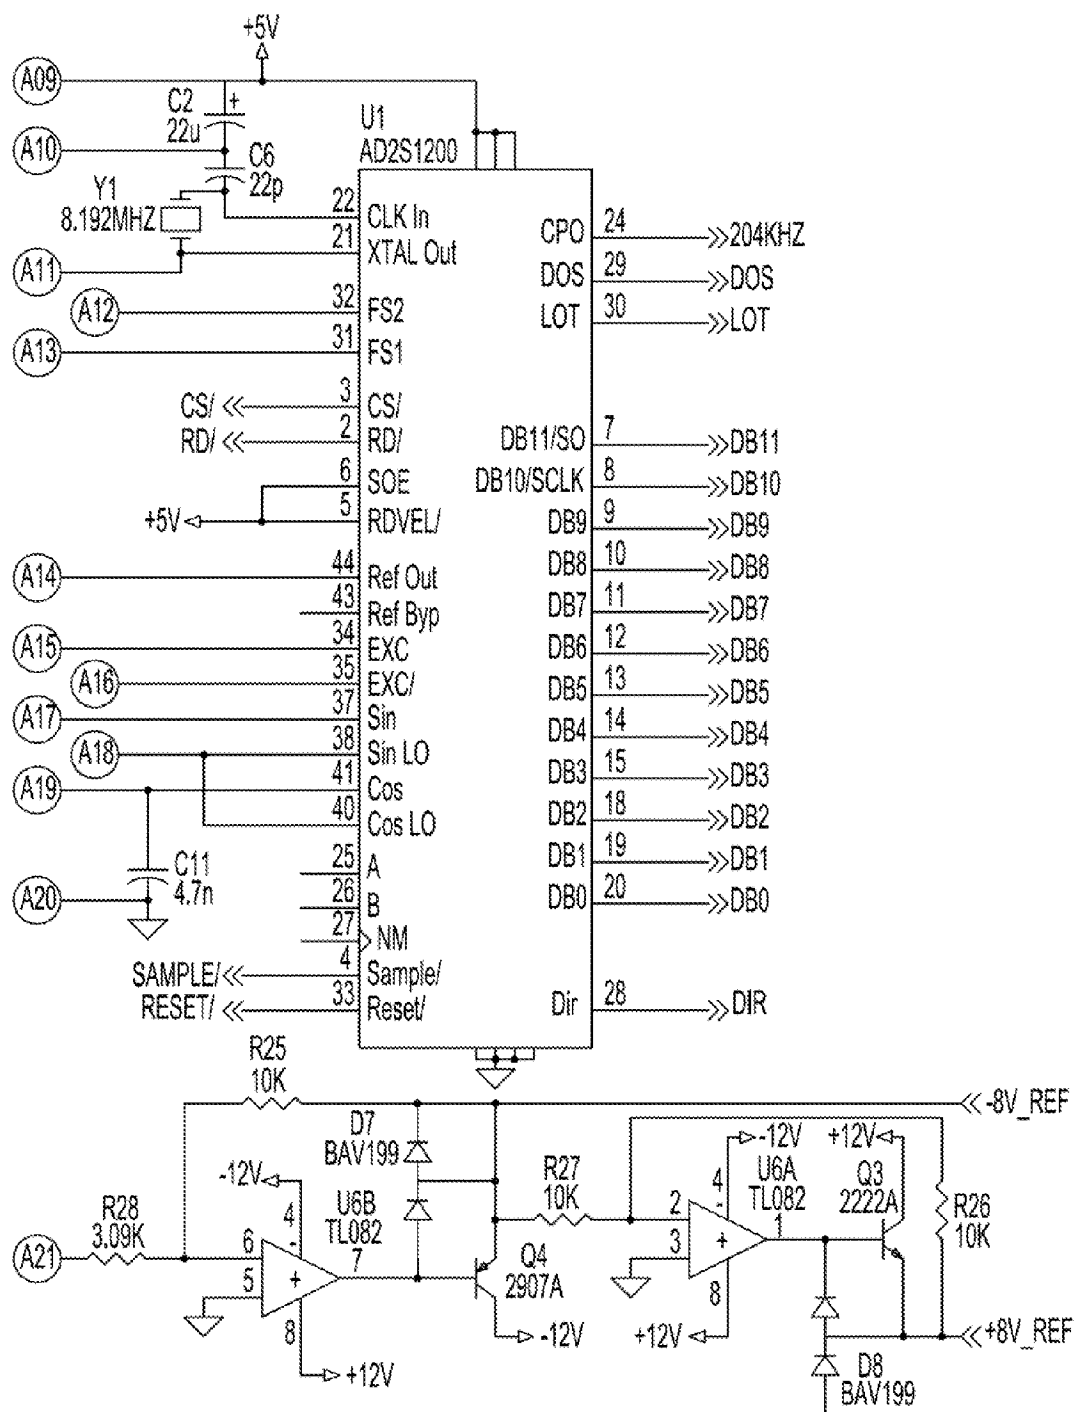 +5V
A09
C2
+
22u
U1
AD2S1200
A10
C6
22p
Y1
8.192MHZ
22
CLK In
21
XTAL Out
A11
A12
32
FS2
A13
31
FS1
CS/
3
CS/
RD/
2
RD/
6
SOE
+5V
5
RDVEL/
A14
44
Ref Out
43
Ref Byp
A15
34
EXC
A16
35
EXC/
A17
37
Sin
A18
38
Sin LO
A19
41
Cos
40
Cos LO
C11
4.7n
A20
25
A
26
B
27
NM
SAMPLE/
4
Sample/
RESET/
33
Reset/
CPO
24
204KHZ
DOS
29
DOS
LOT
30
LOT
DB11/SO
7
DB11
DB10/SCLK
8
DB10
DB9
9
DB9
DB8
10
DB8
DB7
11
DB7
DB6
12
DB6
DB5
13
DB5
DB4
14
DB4
DB3
15
DB3
DB2
18
DB2
DB1
19
DB1
DB0
20
DB0
Dir
28
DIR
R25
10K
-8V_REF
D7
BAV199
-12V
4
-
U6B
TL082
7
R28
3.09K
A21
6
5
+
8
+12V
Q4
2907A
-12V
R27
10K
2
3
4
-
-12V
U6A
TL082
1
+
8
+12V
+12V
Q3
2222A
R26
10K
+8V_REF
D8
BAV199